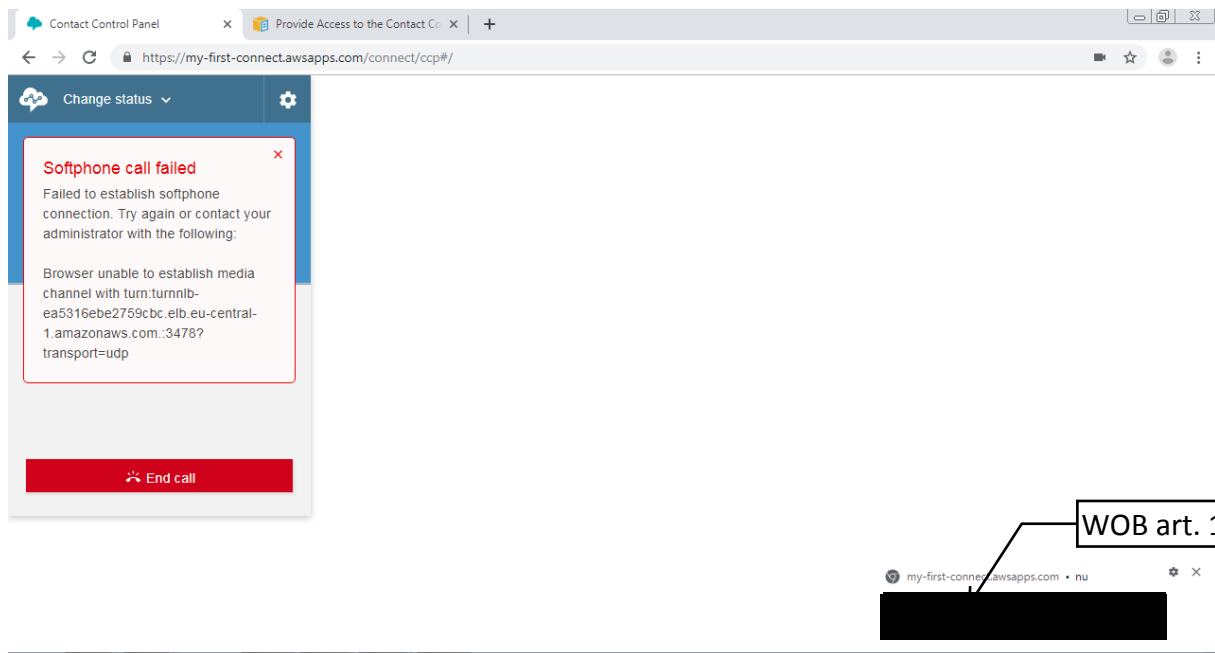 Contact Control Panel
Provide Access to the Contact Cc
https://my-first-connect.awsapps.com/connect/ccp#/
Change status
Softphone call failed
Failed to establish softphone
connection. Try again or contact your
administrator with the following:
Browser unable to establish media
channel with turn:turnnlb-
ea5316ebe2759cbc.elb.eu-central-
1.amazonaws.com.:3478?
transport=udp
End call
WOB art. 1
my-first-connect.awsapps.com • nu